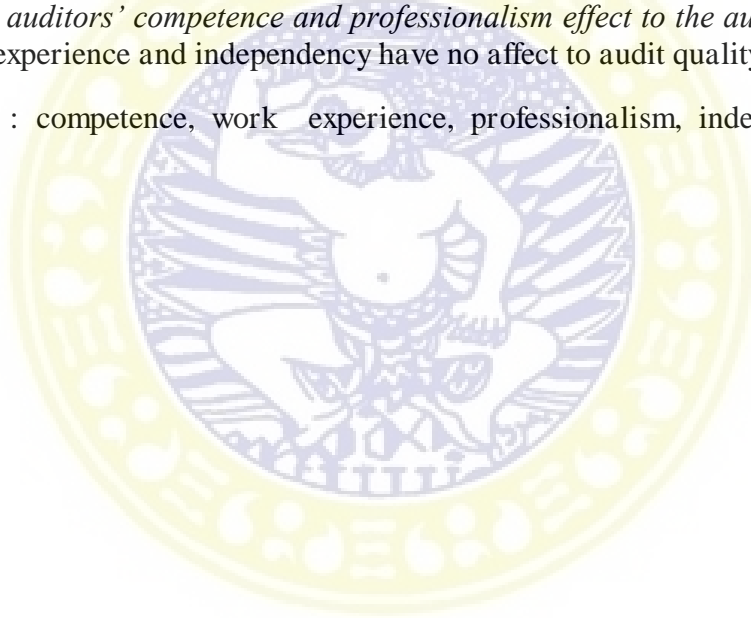 auditors' competence and professionalism effect to the au
experience and independency have no affect to audit quality
: competence, work experience, professionalism, inde